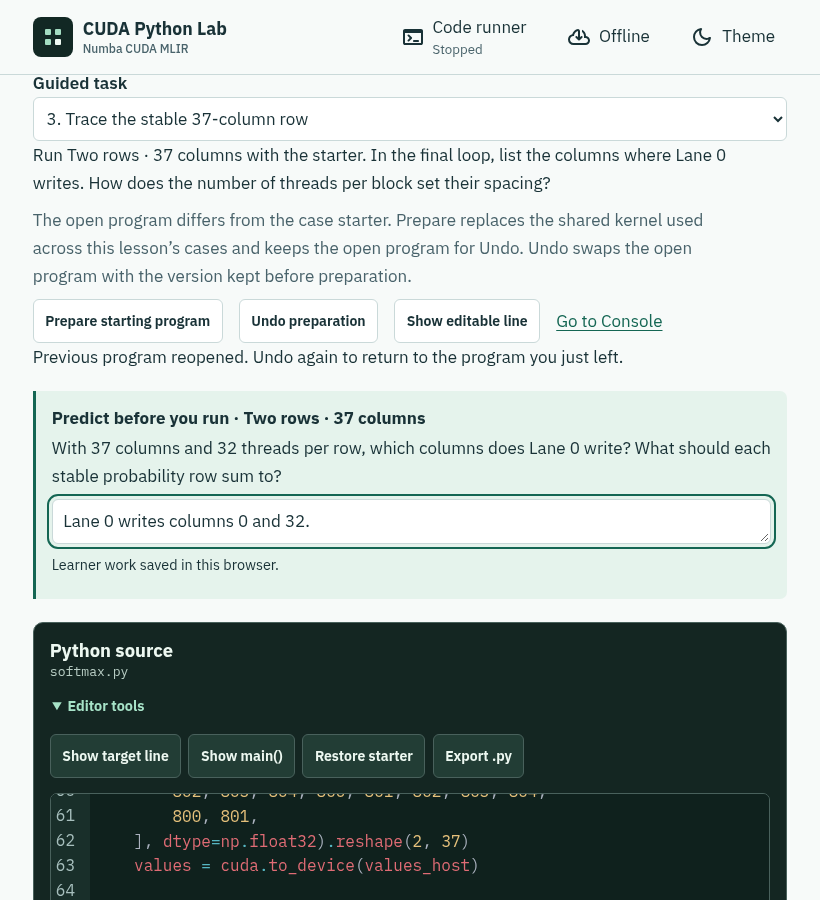 CUDA Python Lab
Numba CUDA MLIR
Code runner
Stopped
Offline
Theme
Guided task
3. Trace the stable 37-column row
Run Two rows · 37 columns with the starter. In the final loop, list the columns where Lane 0
writes. How does the number of threads per block set their spacing?
The open program differs from the case starter. Prepare replaces the shared kernel used
across this lesson’s cases and keeps the open program for Undo. Undo swaps the open
program with the version kept before preparation.
Prepare starting program
Undo preparation
Show editable line
Go to Console
Previous program reopened. Undo again to return to the program you just left.
Predict before you run · Two rows · 37 columns
With 37 columns and 32 threads per row, which columns does Lane 0 write? What should each
stable probability row sum to?
Lane 0 writes columns 0 and 32.
Learner work saved in this browser.
Python source
softmax.py
▼ Editor tools
Show target line
Show main()
Restore starter
Export .py
61 800, 801,
62 ], dtype=np.float32).reshape(2, 37)
63 values = cuda.to_device(values_host)
64